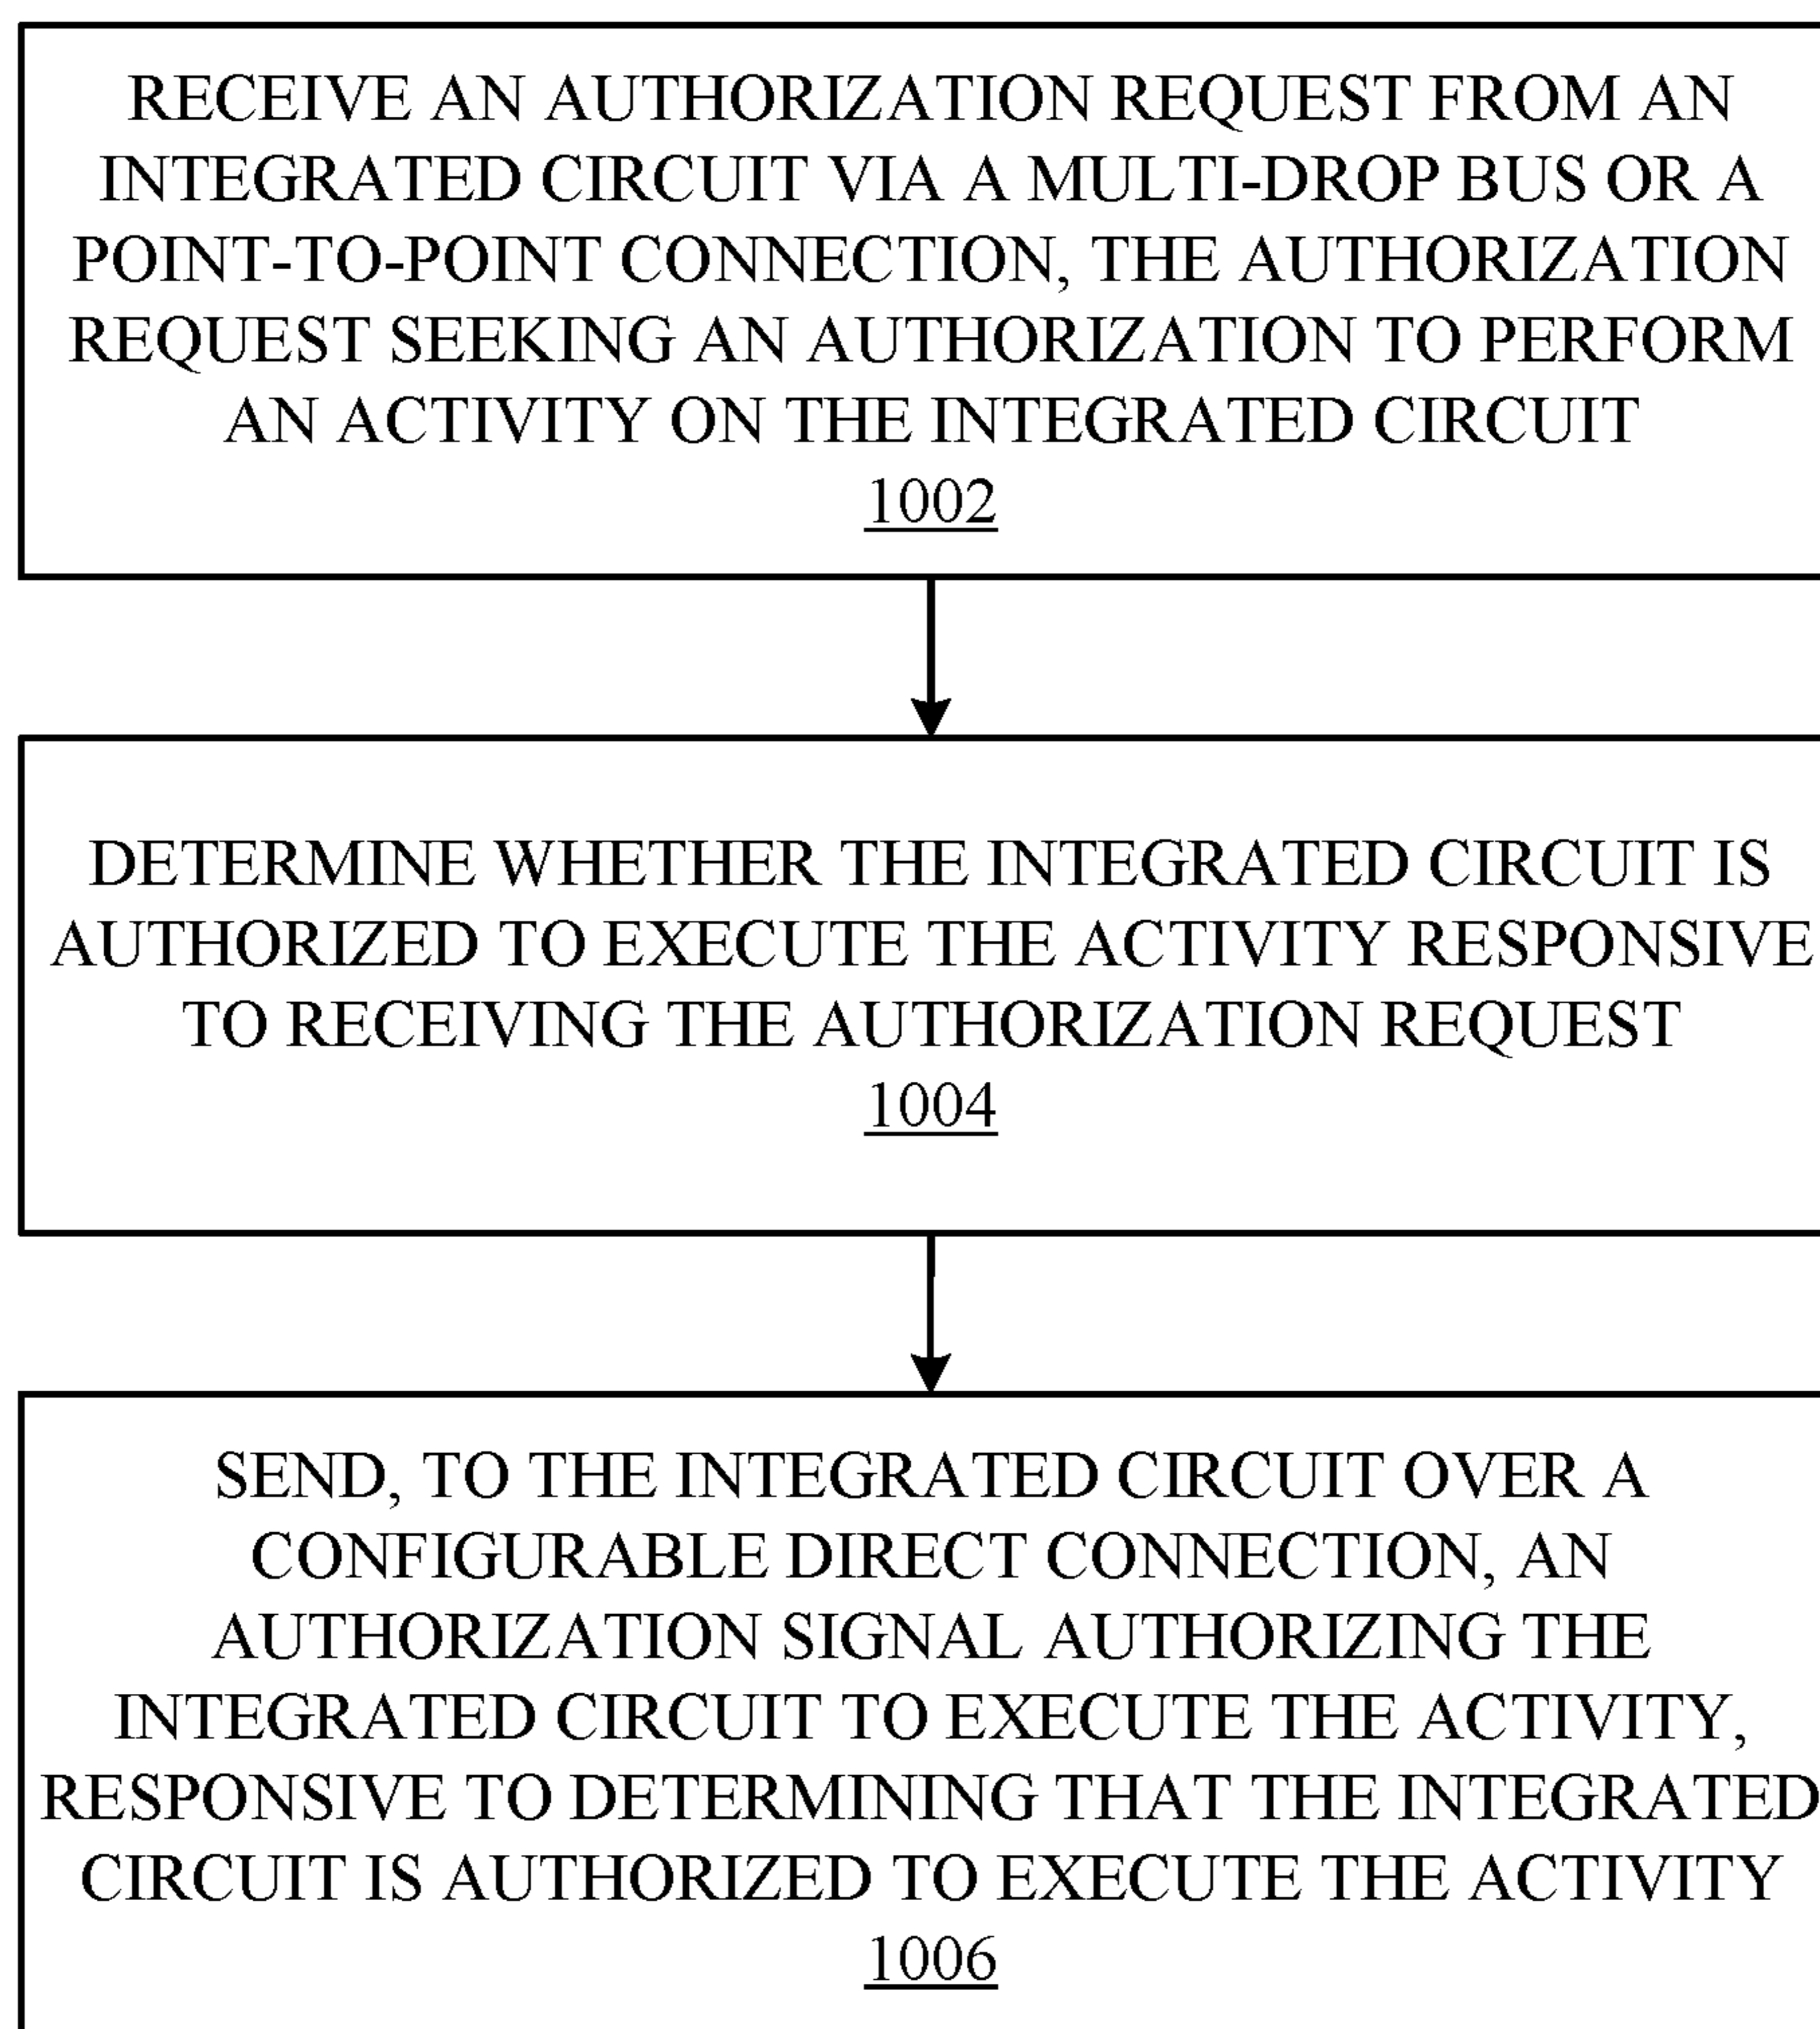 RECEIVE AN AUTHORIZATION REQUEST FROM AN
INTEGRATED CIRCUIT VIA A MULTI-DROP BUS OR A
POINT-TO-POINT CONNECTION, THE AUTHORIZATION
REQUEST SEEKING AN AUTHORIZATION TO PERFORM
AN ACTIVITY ON THE INTEGRATED CIRCUIT
1002
DETERMINE WHETHER THE INTEGRATED CIRCUIT IS
AUTHORIZED TO EXECUTE THE ACTIVITY RESPONSIVE
TO RECEIVING THE AUTHORIZATION REQUEST
1004
SEND, TO THE INTEGRATED CIRCUIT OVER A
CONFIGURABLE DIRECT CONNECTION, AN
AUTHORIZATION SIGNAL AUTHORIZING THE
INTEGRATED CIRCUIT TO EXECUTE THE ACTIVITY,
RESPONSIVE TO DETERMINING THAT THE INTEGRATED
CIRCUIT IS AUTHORIZED TO EXECUTE THE ACTIVITY
1006